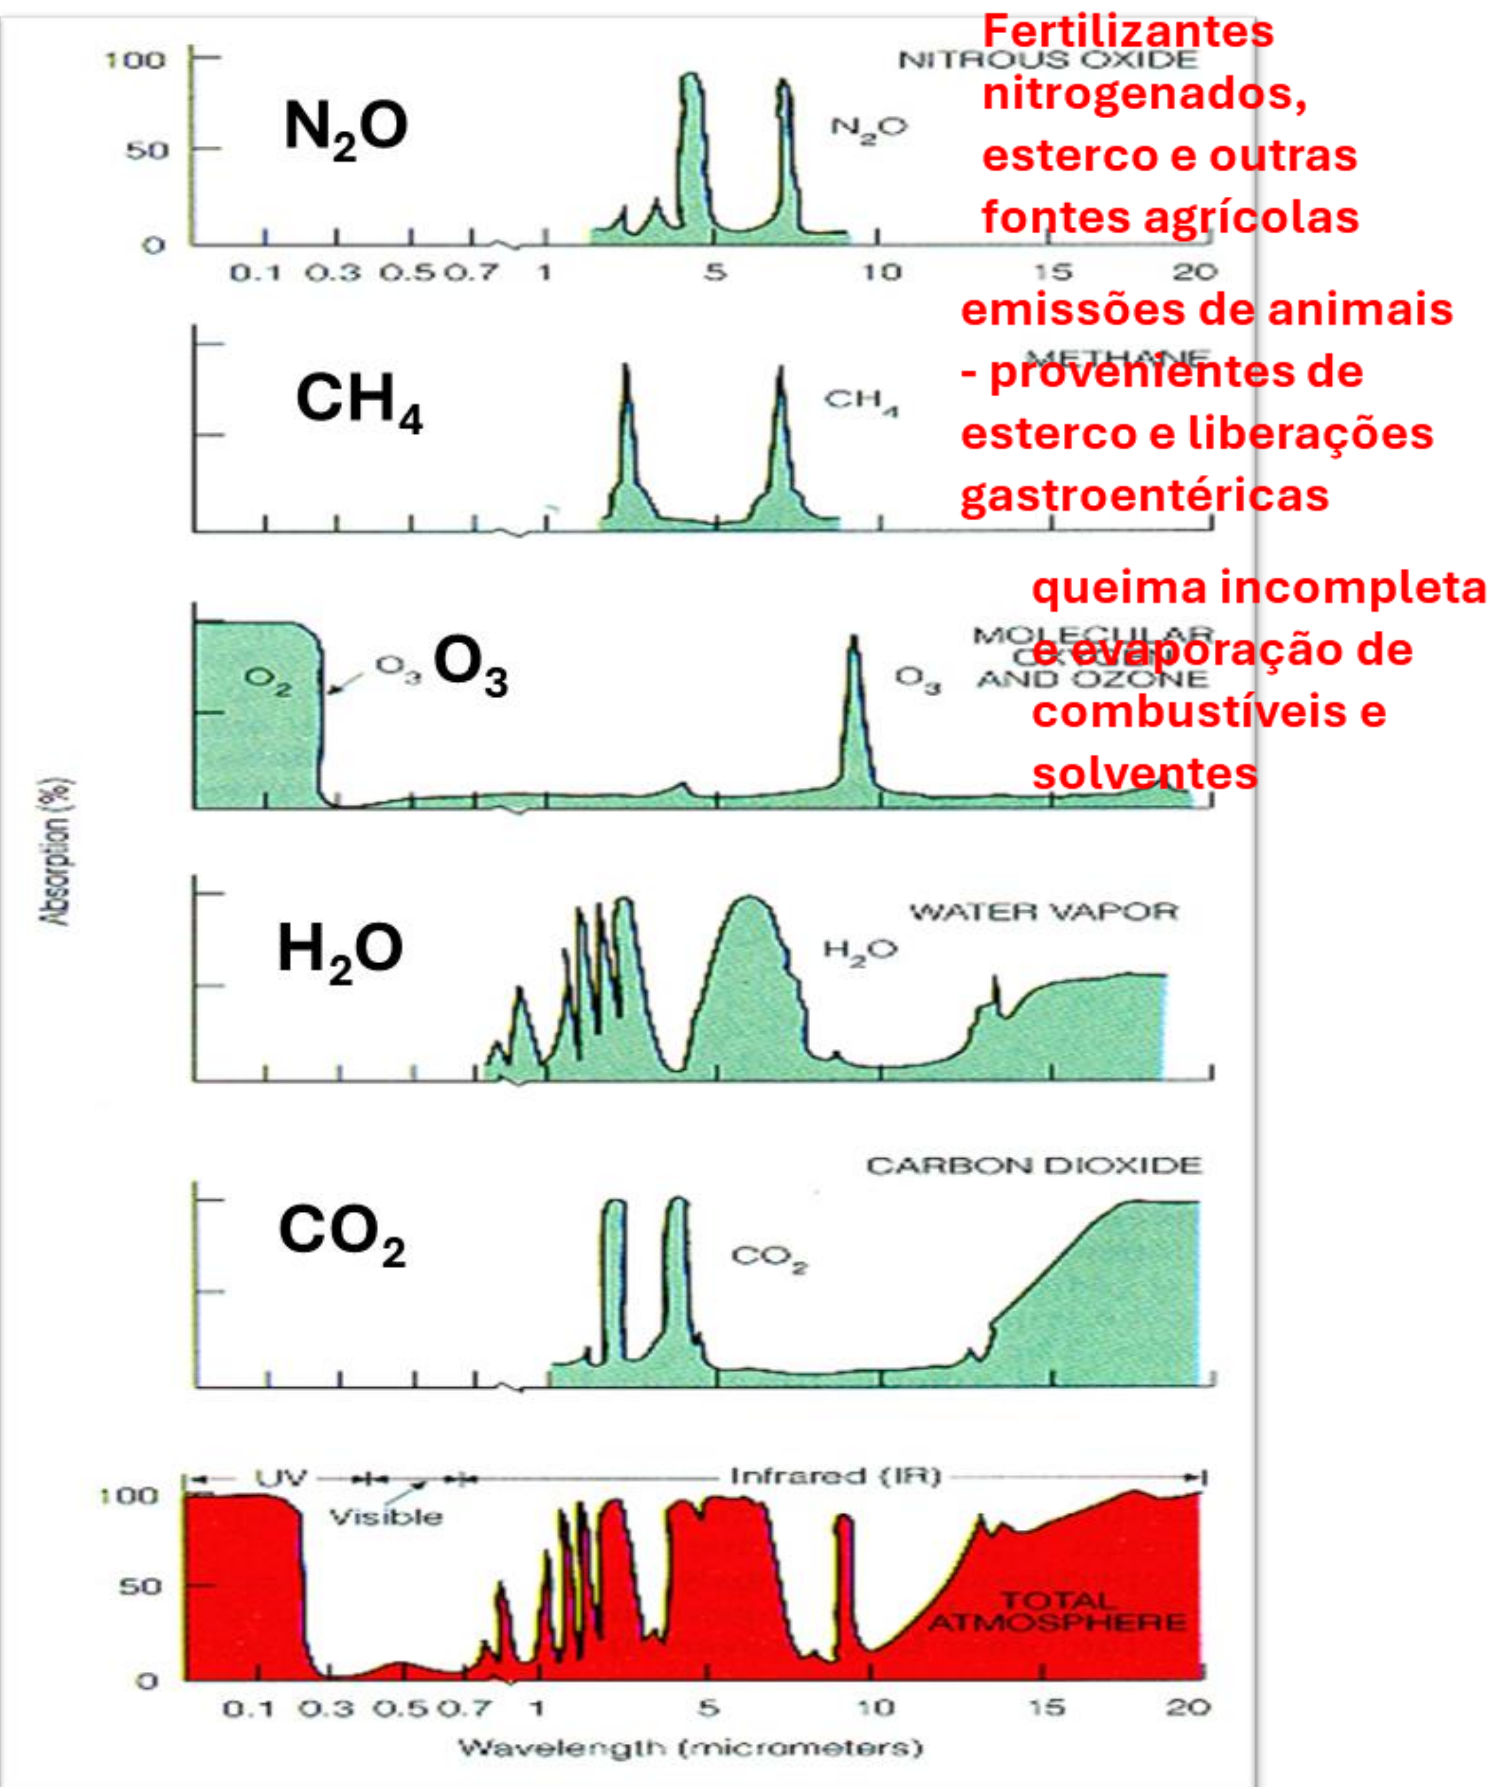 Fertilizantes
NITROUS OXIDE
nitrogenados,
esterco e outras
fontes agrícolas
100
50
0
N₂O
N₂O
0.1 0.3 0.5 0.7 1 5 10 15 20
emissões de animais
METHANE
- provenientes de
esterco e liberações
gastroentéricas
CH₄
CH₄
queima incompleta
e evaporação de
combustíveis e
solventes
MOLECULAR
OXYGEN
AND OZONE
O₂
O₃
O₃
O₃
Absorption (%)
WATER VAPOR
H₂O
H₂O
CARBON DIOXIDE
CO₂
CO₂
UV
Visible
Infrared (IR)
100
50
0
TOTAL
ATMOSPHERE
0.1 0.3 0.5 0.7 1 5 10 15 20
Wavelength (micrometers)